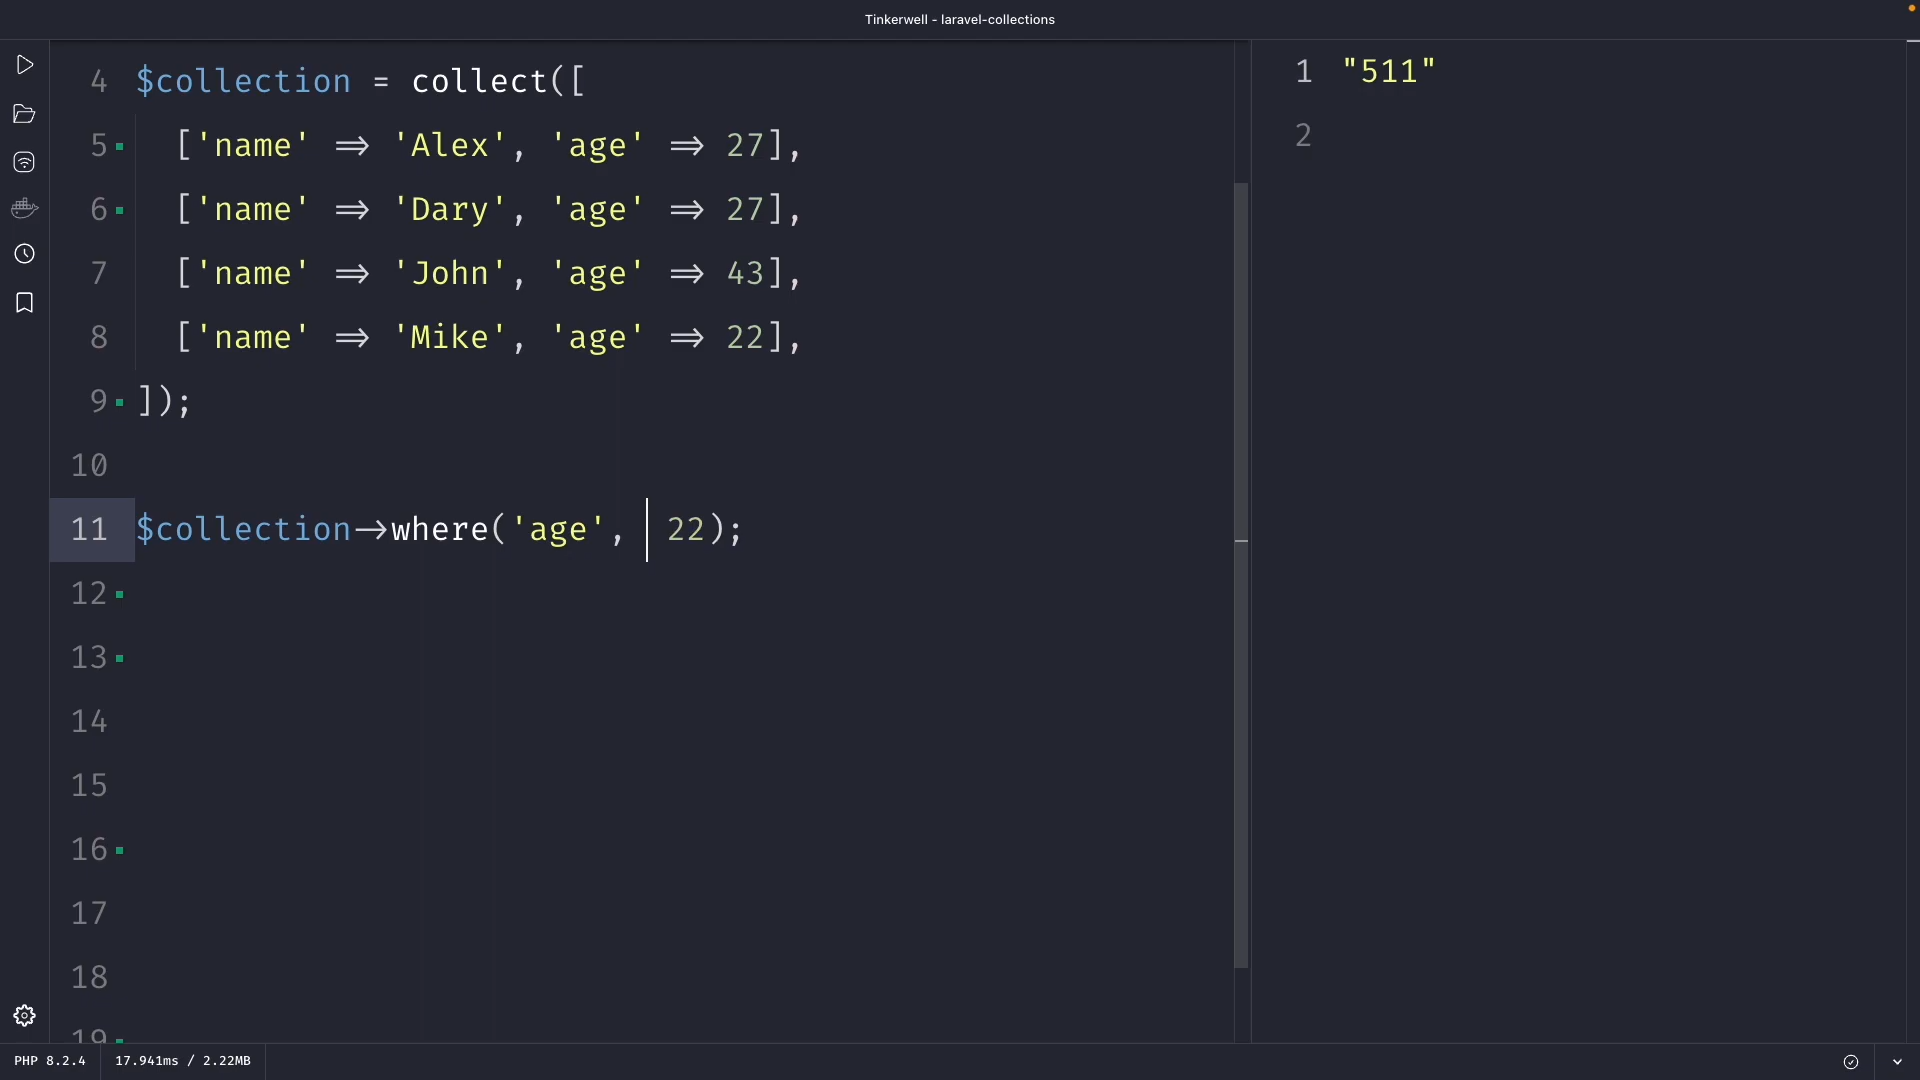 Tinkerwell - laravel-collections
4 $collection = collect([
5 ['name' => 'Alex', 'age' => 27],
6 ['name' => 'Dary', 'age' => 27],
7 ['name' => 'John', 'age' => 43],
8 ['name' => 'Mike', 'age' => 22],
9 ]);
10
11 $collection->where('age', 22);
12
13
14
15
16
17
18
19
1 "511"
2
PHP 8.2.4
17.941ms / 2.22MB